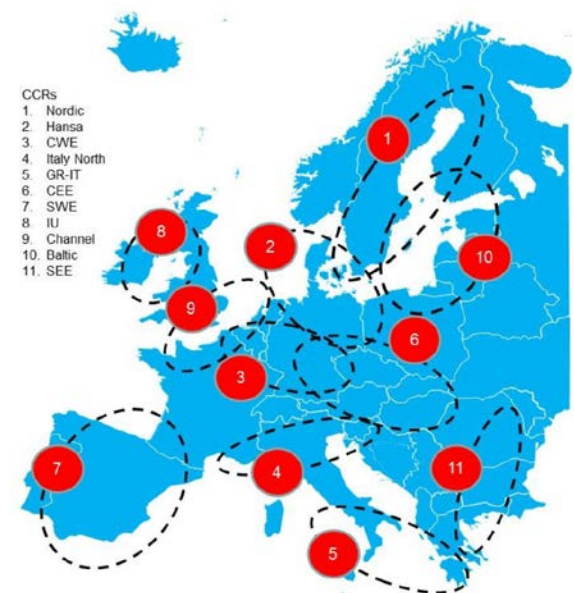 CCRs
1. Nordic
2. Hansa
3. CWE
4. Italy North
5. GR-IT
6. CEE
7. SWE
8. IU
9. Channel
10. Baltic
11. SEE
1
8
2
10
9
6
3
7
4
11
5